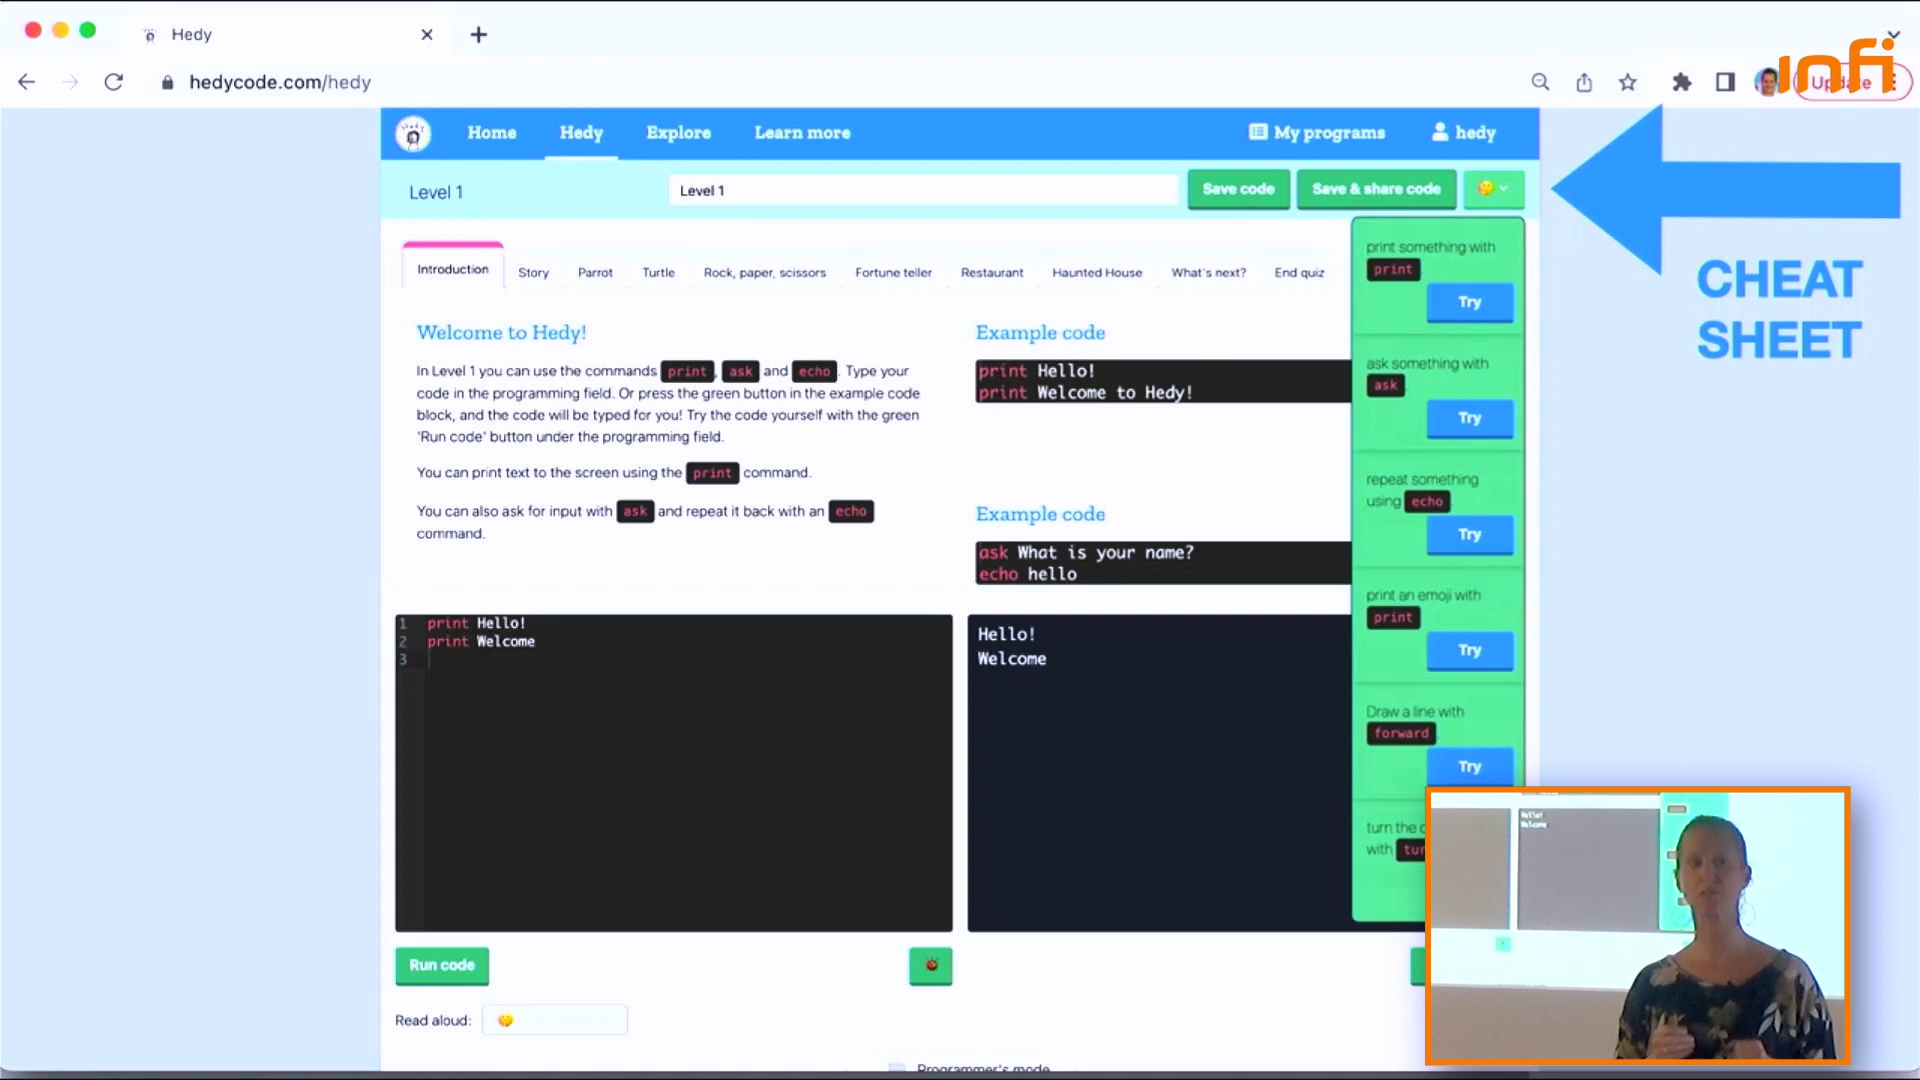 Hedy
hedycode.com/hedy
infi
Home
Hedy
Explore
Learn more
My programs
hedy
Level 1
Level 1
Save code
Save & share code
CHEAT
SHEET
Introduction
Story
Parrot
Turtle
Rock, paper, scissors
Fortune teller
Restaurant
Haunted House
What's next?
End quiz
Welcome to Hedy!
In Level 1 you can use the commands print, ask and echo. Type your
code in the programming field. Or press the green button in the example code
block, and the code will be typed for you! Try the code yourself with the green
'Run code' button under the programming field.
You can print text to the screen using the print command.
You can also ask for input with ask and repeat it back with an echo
command.
Example code
print Hello!
print Welcome to Hedy!
Example code
ask What is your name?
echo hello
print something with
print
Try
ask something with
ask
Try
repeat something
using echo
Try
print an emoji with
print
Try
Draw a line with
forward
Try
turn the
with
1 print Hello!
2 print Welcome
3
Hello!
Welcome
Run code
Read aloud:
Programmer's mode
Hello!
Welcome